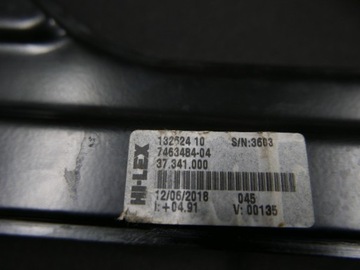 HI-LEX
132624 10 S/N:3603
7463484-04
37.341.000
12/06/2018 045
I:+04.91 V: 00135